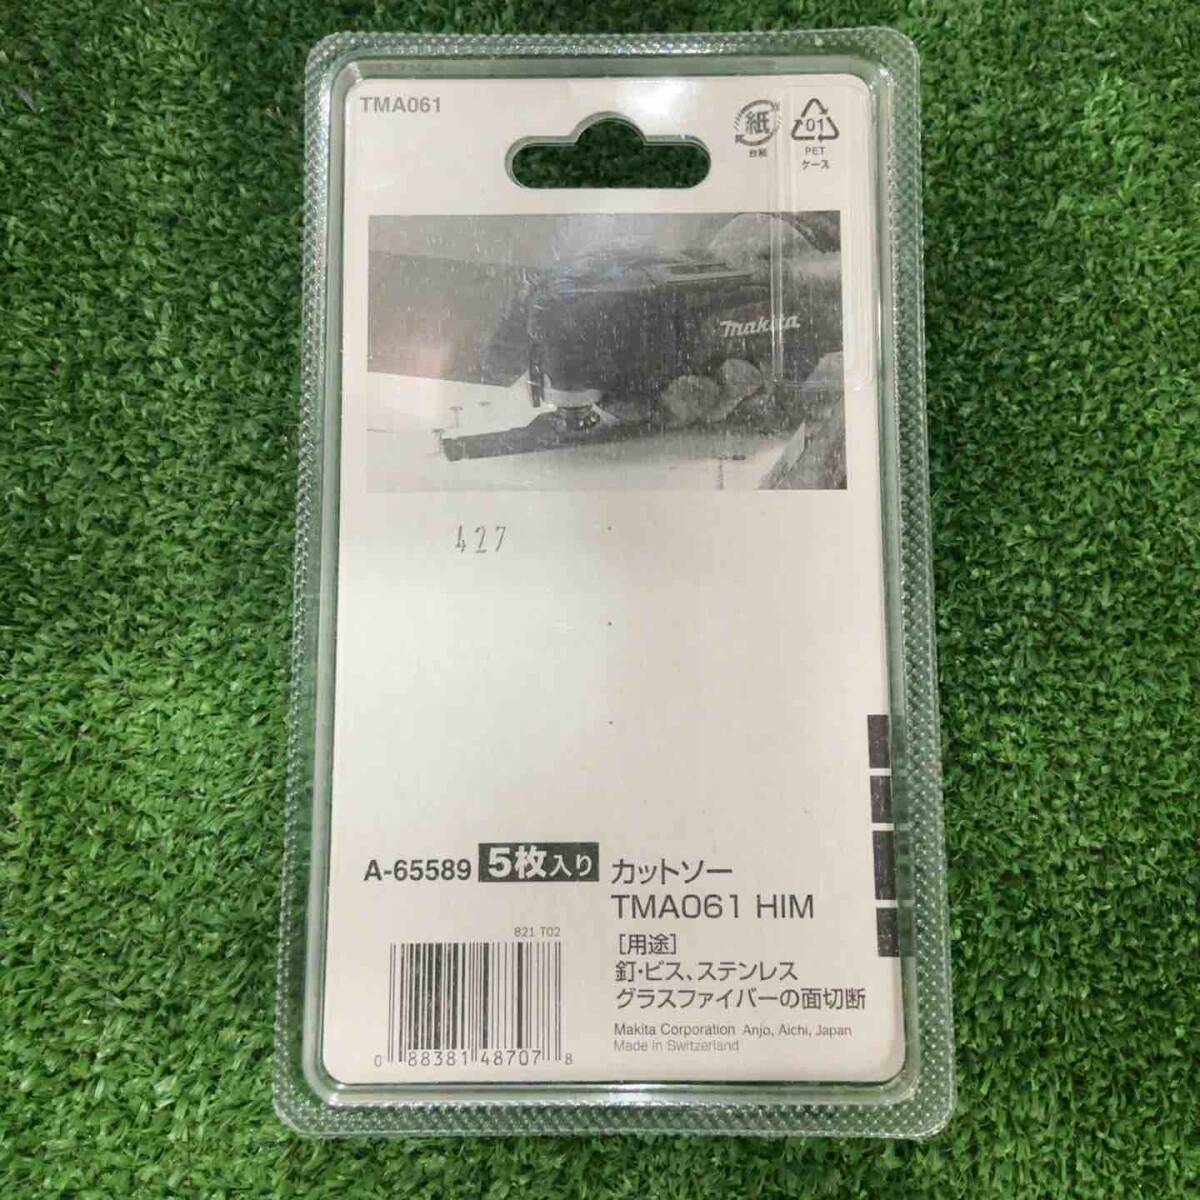 TMA061
紙
台紙
01
PET
ケース
makita
427
A-65589 5枚入り
カットソー
TMA061 HIM
[用途]
釘・ビス、ステンレス
グラスファイバーの面切断
821 T02
0 88381 48707 8
Makita Corporation Anjo, Aichi, Japan
Made in Switzerland